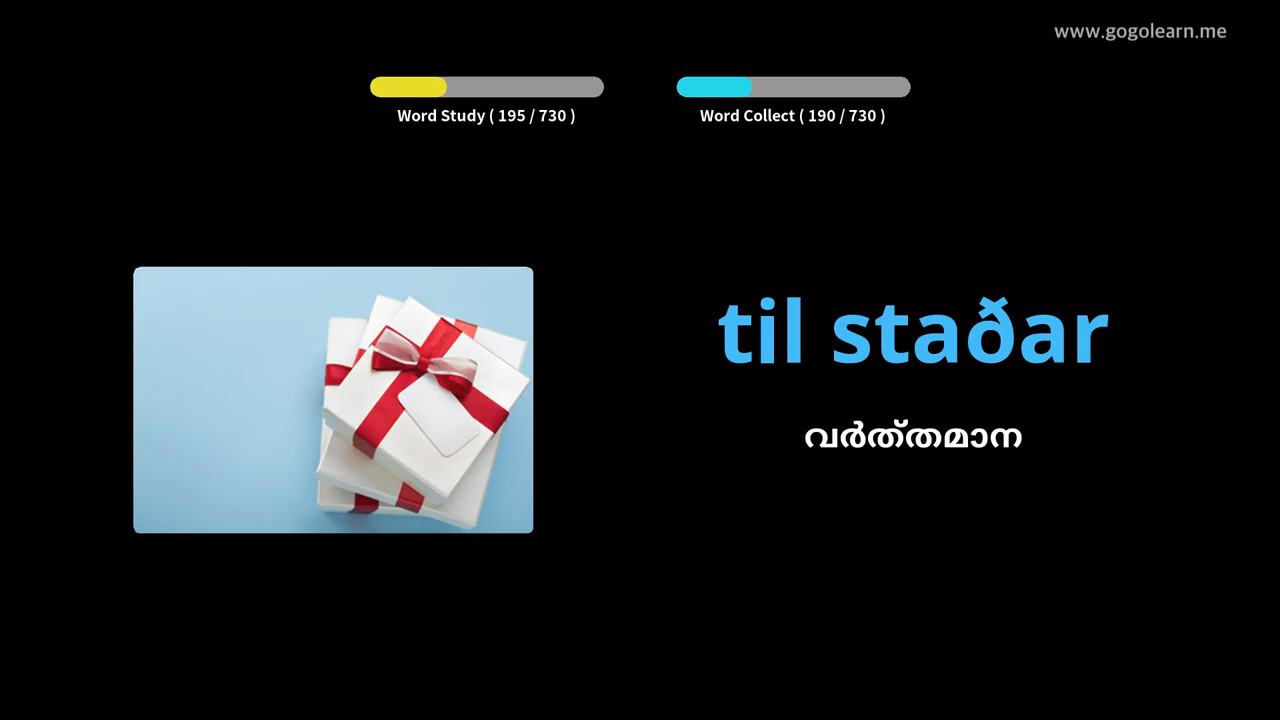 www.gogolearn.me
Word Study ( 195 / 730 )
Word Collect ( 190 / 730 )
til staðar
വർത്തമാന